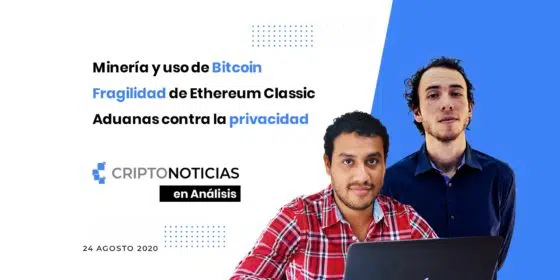 Minería y uso de Bitcoin
Fragilidad de Ethereum Classic
Aduanas contra la privacidad
CRIPTONOTICIAS
en Análisis
24 AGOSTO 2020